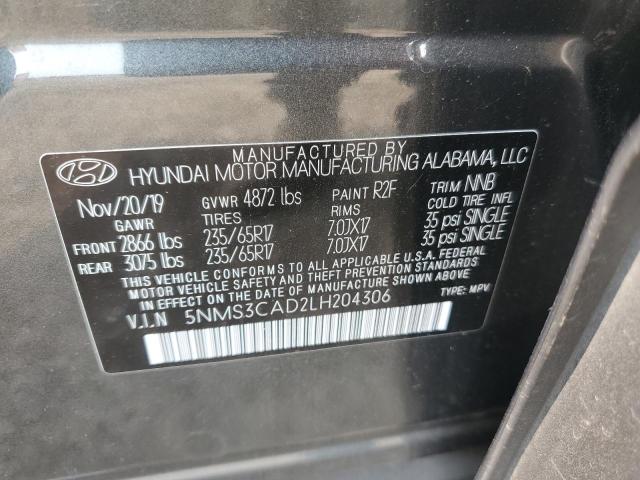 MANUFACTURED BY
HYUNDAI MOTOR MANUFACTURING ALABAMA, LLC
Nov/20/19 GVWR 4872 lbs PAINT R2F TRIM NNB
GAWR TIRES RIMS COLD TIRE INFL
FRONT 2866 lbs 235/65R17 7.0JX17 35 psi SINGLE
REAR 3075 lbs 235/65R17 7.0JX17 35 psi SINGLE
THIS VEHICLE CONFORMS TO ALL APPLICABLE U.S.A. FEDERAL
MOTOR VEHICLE SAFETY AND THEFT PREVENTION STANDARDS
IN EFFECT ON THE DATE OF MANUFACTURE SHOWN ABOVE.
V.I.N 5NMS3CAD2LH204306 TYPE: MPV